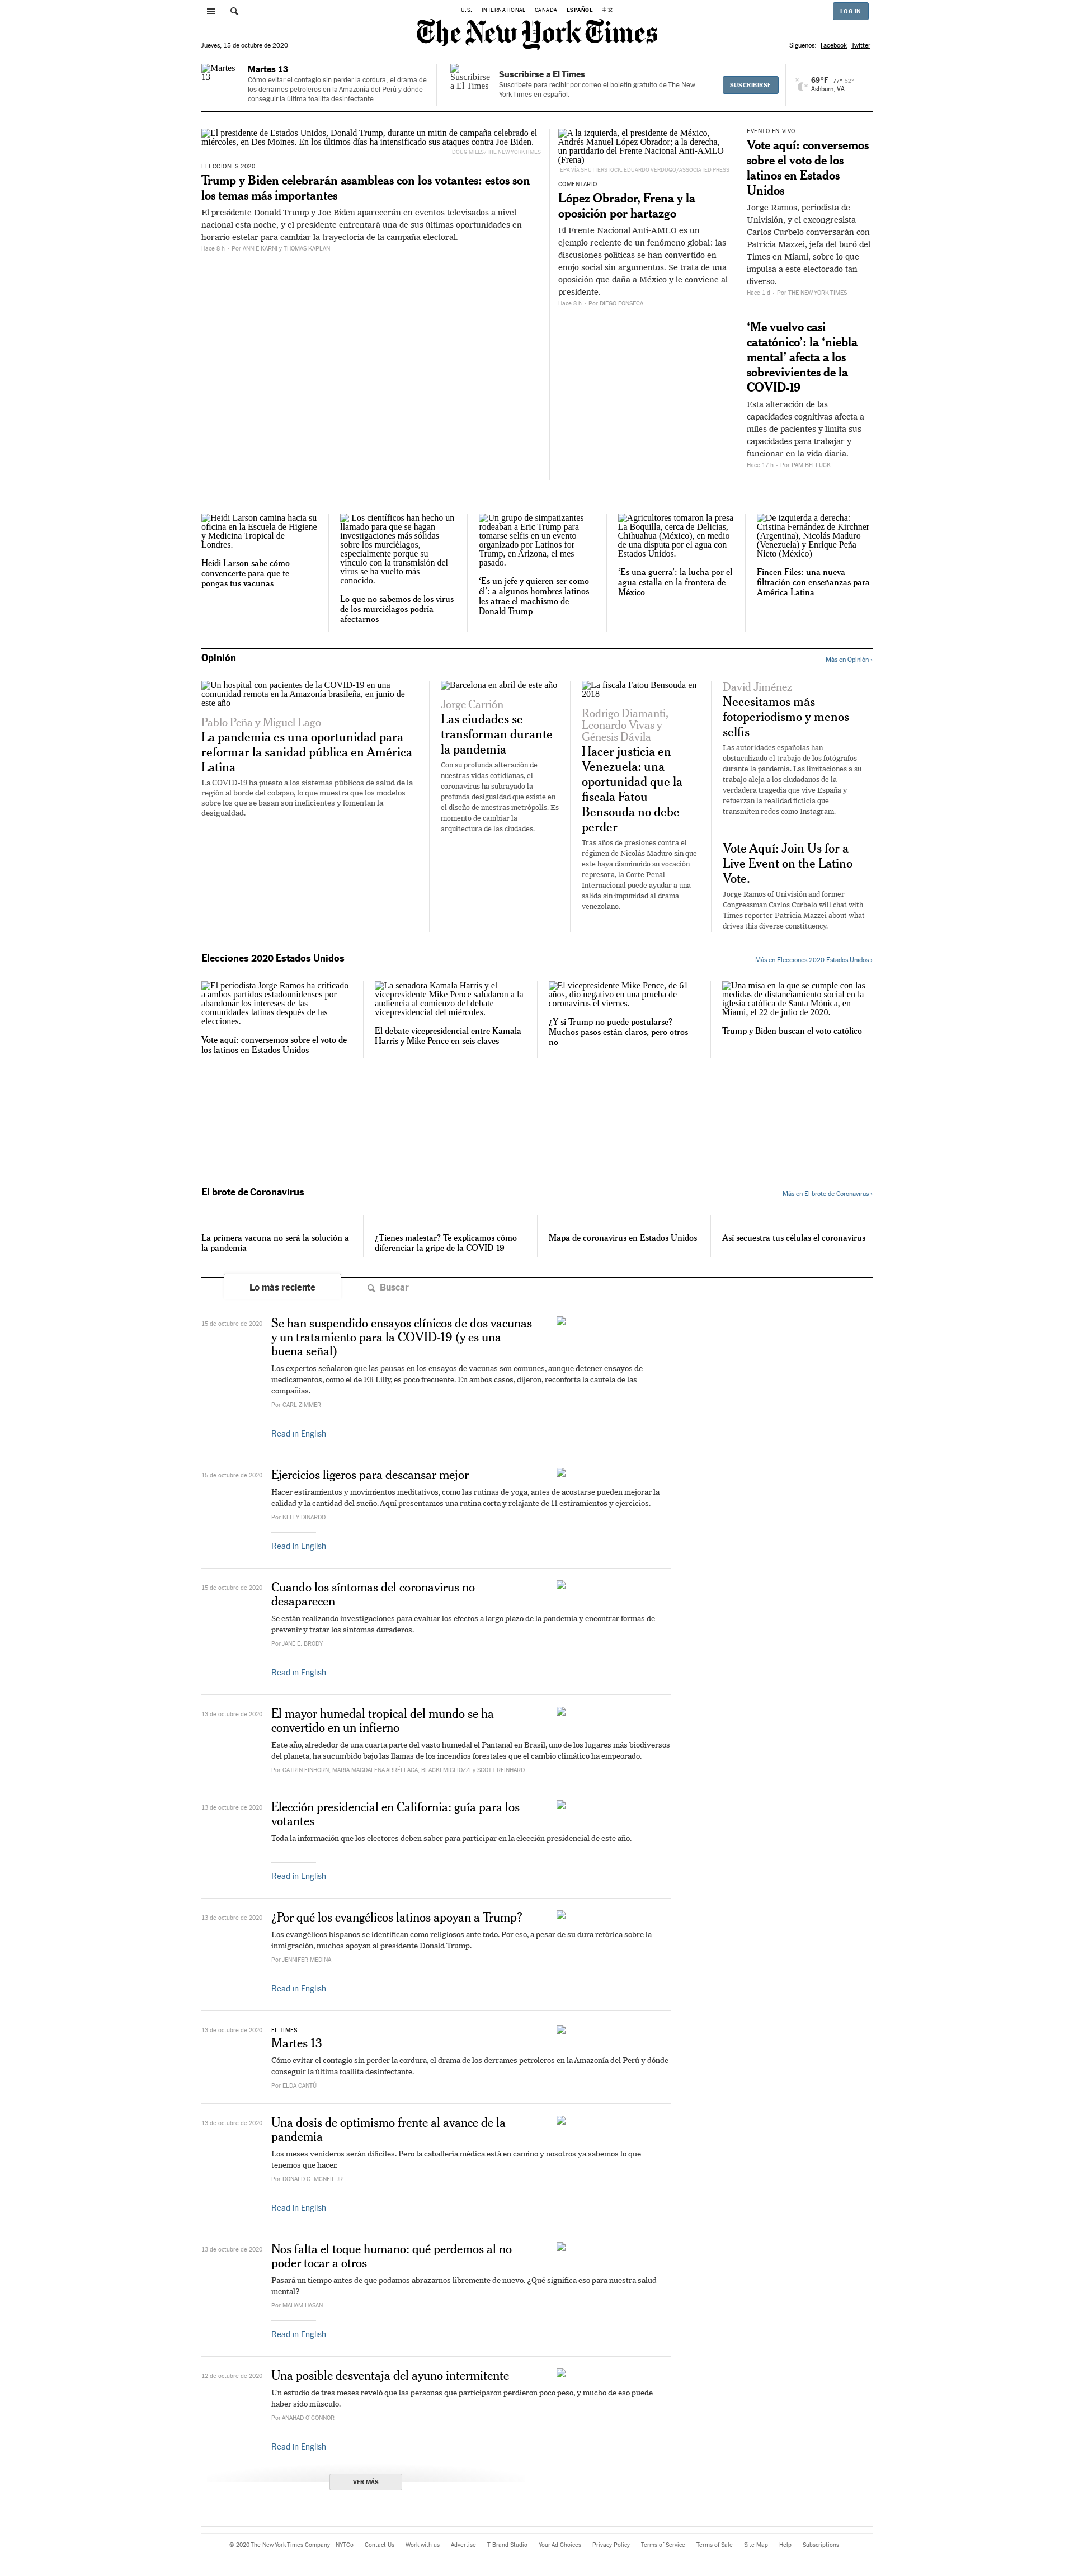 U.S. INTERNATIONAL CANADA ESPAÑOL 中文
LOG IN
The New York Times
Jueves, 15 de octubre de 2020
Síguenos: Facebook Twitter
Martes 13
Martes 13
Cómo evitar el contagio sin perder la cordura, el drama de
los derrames petroleros en la Amazonía del Perú y dónde
conseguir la última toallita desinfectante.
Suscribirse
a El Times
Suscribirse a El Times
Suscríbete para recibir por correo el boletín gratuito de The New
York Times en español.
SUSCRIBIRSE
69°F 77° 52°
Ashburn, VA
El presidente de Estados Unidos, Donald Trump, durante un mitin de campaña celebrado el
miércoles, en Des Moines. En los últimos días ha intensificado sus ataques contra Joe Biden.
DOUG MILLS/THE NEW YORK TIMES
ELECCIONES 2020
Trump y Biden celebrarán asambleas con los votantes: estos son
los temas más importantes
El presidente Donald Trump y Joe Biden aparecerán en eventos televisados a nivel
nacional esta noche, y el presidente enfrentará una de sus últimas oportunidades en
horario estelar para cambiar la trayectoria de la campaña electoral.
Hace 8 h - Por ANNIE KARNI y THOMAS KAPLAN
A la izquierda, el presidente de México,
Andrés Manuel López Obrador; a la derecha,
un partidario del Frente Nacional Anti-AMLO
(Frena)
EPA VÍA SHUTTERSTOCK; EDUARDO VERDUGO/ASSOCIATED PRESS
COMENTARIO
López Obrador, Frena y la
oposición por hartazgo
El Frente Nacional Anti-AMLO es un
ejemplo reciente de un fenómeno global: las
discusiones políticas se han convertido en
enojo social sin argumentos. Se trata de una
oposición que daña a México y le conviene al
presidente.
Hace 8 h - Por DIEGO FONSECA
EVENTO EN VIVO
Vote aquí: conversemos
sobre el voto de los
latinos en Estados
Unidos
Jorge Ramos, periodista de
Univisión, y el excongresista
Carlos Curbelo conversarán con
Patricia Mazzei, jefa del buró del
Times en Miami, sobre lo que
impulsa a este electorado tan
diverso.
Hace 1 d - Por THE NEW YORK TIMES
‘Me vuelvo casi
catatónico’: la ‘niebla
mental’ afecta a los
sobrevivientes de la
COVID-19
Esta alteración de las
capacidades cognitivas afecta a
miles de pacientes y limita sus
capacidades para trabajar y
funcionar en la vida diaria.
Hace 17 h - Por PAM BELLUCK
Heidi Larson camina hacia su
oficina en la Escuela de Higiene
y Medicina Tropical de
Londres.
Heidi Larson sabe cómo
convencerte para que te
pongas tus vacunas
Los científicos han hecho un
llamado para que se hagan
investigaciones más sólidas
sobre los murciélagos,
especialmente porque su
vínculo con la transmisión del
virus se ha vuelto más
conocido.
Lo que no sabemos de los virus
de los murciélagos podría
afectarnos
Un grupo de simpatizantes
rodeaban a Eric Trump para
tomarse selfis en un evento
organizado por Latinos for
Trump, en Arizona, el mes
pasado.
‘Es un jefe y quieren ser como
él’: a algunos hombres latinos
les atrae el machismo de
Donald Trump
Agricultores tomaron la presa
La Boquilla, cerca de Delicias,
Chihuahua (México), en medio
de una disputa por el agua con
Estados Unidos.
‘Es una guerra’: la lucha por el
agua estalla en la frontera de
México
De izquierda a derecha:
Cristina Fernández de Kirchner
(Argentina), Nicolás Maduro
(Venezuela) y Enrique Peña
Nieto (México)
Fincen Files: una nueva
filtración con enseñanzas para
América Latina
Opinión
Más en Opinión ›
Un hospital con pacientes de la COVID-19 en una
comunidad remota en la Amazonía brasileña, en junio de
este año
Pablo Peña y Miguel Lago
La pandemia es una oportunidad para
reformar la sanidad pública en América
Latina
La COVID-19 ha puesto a los sistemas públicos de salud de la
región al borde del colapso, lo que muestra que los modelos
sobre los que se basan son ineficientes y fomentan la
desigualdad.
Barcelona en abril de este año
Jorge Carrión
Las ciudades se
transforman durante
la pandemia
Con su profunda alteración de
nuestras vidas cotidianas, el
coronavirus ha subrayado la
profunda desigualdad que existe en
el diseño de nuestras metrópolis. Es
momento de cambiar la
arquitectura de las ciudades.
La fiscala Fatou Bensouda en
2018
Rodrigo Diamanti,
Leonardo Vivas y
Génesis Dávila
Hacer justicia en
Venezuela: una
oportunidad que la
fiscala Fatou
Bensouda no debe
perder
Tras años de presiones contra el
régimen de Nicolás Maduro sin que
este haya disminuido su vocación
represora, la Corte Penal
Internacional puede ayudar a una
salida sin impunidad al drama
venezolano.
David Jiménez
Necesitamos más
fotoperiodismo y menos
selfis
Las autoridades españolas han
obstaculizado el trabajo de los fotógrafos
durante la pandemia. Las limitaciones a su
trabajo aleja a los ciudadanos de la
verdadera tragedia que vive España y
refuerzan la realidad ficticia que
transmiten redes como Instagram.
Vote Aquí: Join Us for a
Live Event on the Latino
Vote.
Jorge Ramos of Univisión and former
Congressman Carlos Curbelo will chat with
Times reporter Patricia Mazzei about what
drives this diverse constituency.
Elecciones 2020 Estados Unidos
Más en Elecciones 2020 Estados Unidos ›
El periodista Jorge Ramos ha criticado
a ambos partidos estadounidenses por
abandonar los intereses de las
comunidades latinas después de las
elecciones.
Vote aquí: conversemos sobre el voto de
los latinos en Estados Unidos
La senadora Kamala Harris y el
vicepresidente Mike Pence saludaron a la
audiencia al comienzo del debate
vicepresidencial del miércoles.
El debate vicepresidencial entre Kamala
Harris y Mike Pence en seis claves
El vicepresidente Mike Pence, de 61
años, dio negativo en una prueba de
coronavirus el viernes.
¿Y si Trump no puede postularse?
Muchos pasos están claros, pero otros
no
Una misa en la que se cumple con las
medidas de distanciamiento social en la
iglesia católica de Santa Mónica, en
Miami, el 22 de julio de 2020.
Trump y Biden buscan el voto católico
El brote de Coronavirus
Más en El brote de Coronavirus ›
La primera vacuna no será la solución a
la pandemia
¿Tienes malestar? Te explicamos cómo
diferenciar la gripe de la COVID-19
Mapa de coronavirus en Estados Unidos
Así secuestra tus células el coronavirus
Lo más reciente
Buscar
15 de octubre de 2020
Se han suspendido ensayos clínicos de dos vacunas
y un tratamiento para la COVID-19 (y es una
buena señal)
Los expertos señalaron que las pausas en los ensayos de vacunas son comunes, aunque detener ensayos de
medicamentos, como el de Eli Lilly, es poco frecuente. En ambos casos, dijeron, reconforta la cautela de las
compañías.
Por CARL ZIMMER
Read in English
15 de octubre de 2020
Ejercicios ligeros para descansar mejor
Hacer estiramientos y movimientos meditativos, como las rutinas de yoga, antes de acostarse pueden mejorar la
calidad y la cantidad del sueño. Aquí presentamos una rutina corta y relajante de 11 estiramientos y ejercicios.
Por KELLY DINARDO
Read in English
15 de octubre de 2020
Cuando los síntomas del coronavirus no
desaparecen
Se están realizando investigaciones para evaluar los efectos a largo plazo de la pandemia y encontrar formas de
prevenir y tratar los síntomas duraderos.
Por JANE E. BRODY
Read in English
13 de octubre de 2020
El mayor humedal tropical del mundo se ha
convertido en un infierno
Este año, alrededor de una cuarta parte del vasto humedal el Pantanal en Brasil, uno de los lugares más biodiversos
del planeta, ha sucumbido bajo las llamas de los incendios forestales que el cambio climático ha empeorado.
Por CATRIN EINHORN, MARIA MAGDALENA ARRÉLLAGA, BLACKI MIGLIOZZI y SCOTT REINHARD
13 de octubre de 2020
Elección presidencial en California: guía para los
votantes
Toda la información que los electores deben saber para participar en la elección presidencial de este año.
Read in English
13 de octubre de 2020
¿Por qué los evangélicos latinos apoyan a Trump?
Los evangélicos hispanos se identifican como religiosos ante todo. Por eso, a pesar de su dura retórica sobre la
inmigración, muchos apoyan al presidente Donald Trump.
Por JENNIFER MEDINA
Read in English
13 de octubre de 2020
EL TIMES
Martes 13
Cómo evitar el contagio sin perder la cordura, el drama de los derrames petroleros en la Amazonía del Perú y dónde
conseguir la última toallita desinfectante.
Por ELDA CANTÚ
13 de octubre de 2020
Una dosis de optimismo frente al avance de la
pandemia
Los meses venideros serán difíciles. Pero la caballería médica está en camino y nosotros ya sabemos lo que
tenemos que hacer.
Por DONALD G. MCNEIL JR.
Read in English
13 de octubre de 2020
Nos falta el toque humano: qué perdemos al no
poder tocar a otros
Pasará un tiempo antes de que podamos abrazarnos libremente de nuevo. ¿Qué significa eso para nuestra salud
mental?
Por MAHAM HASAN
Read in English
12 de octubre de 2020
Una posible desventaja del ayuno intermitente
Un estudio de tres meses reveló que las personas que participaron perdieron poco peso, y mucho de eso puede
haber sido músculo.
Por ANAHAD O'CONNOR
Read in English
VER MÁS
© 2020 The New York Times Company NYTCo Contact Us Work with us Advertise T Brand Studio Your Ad Choices Privacy Policy Terms of Service Terms of Sale Site Map Help Subscriptions